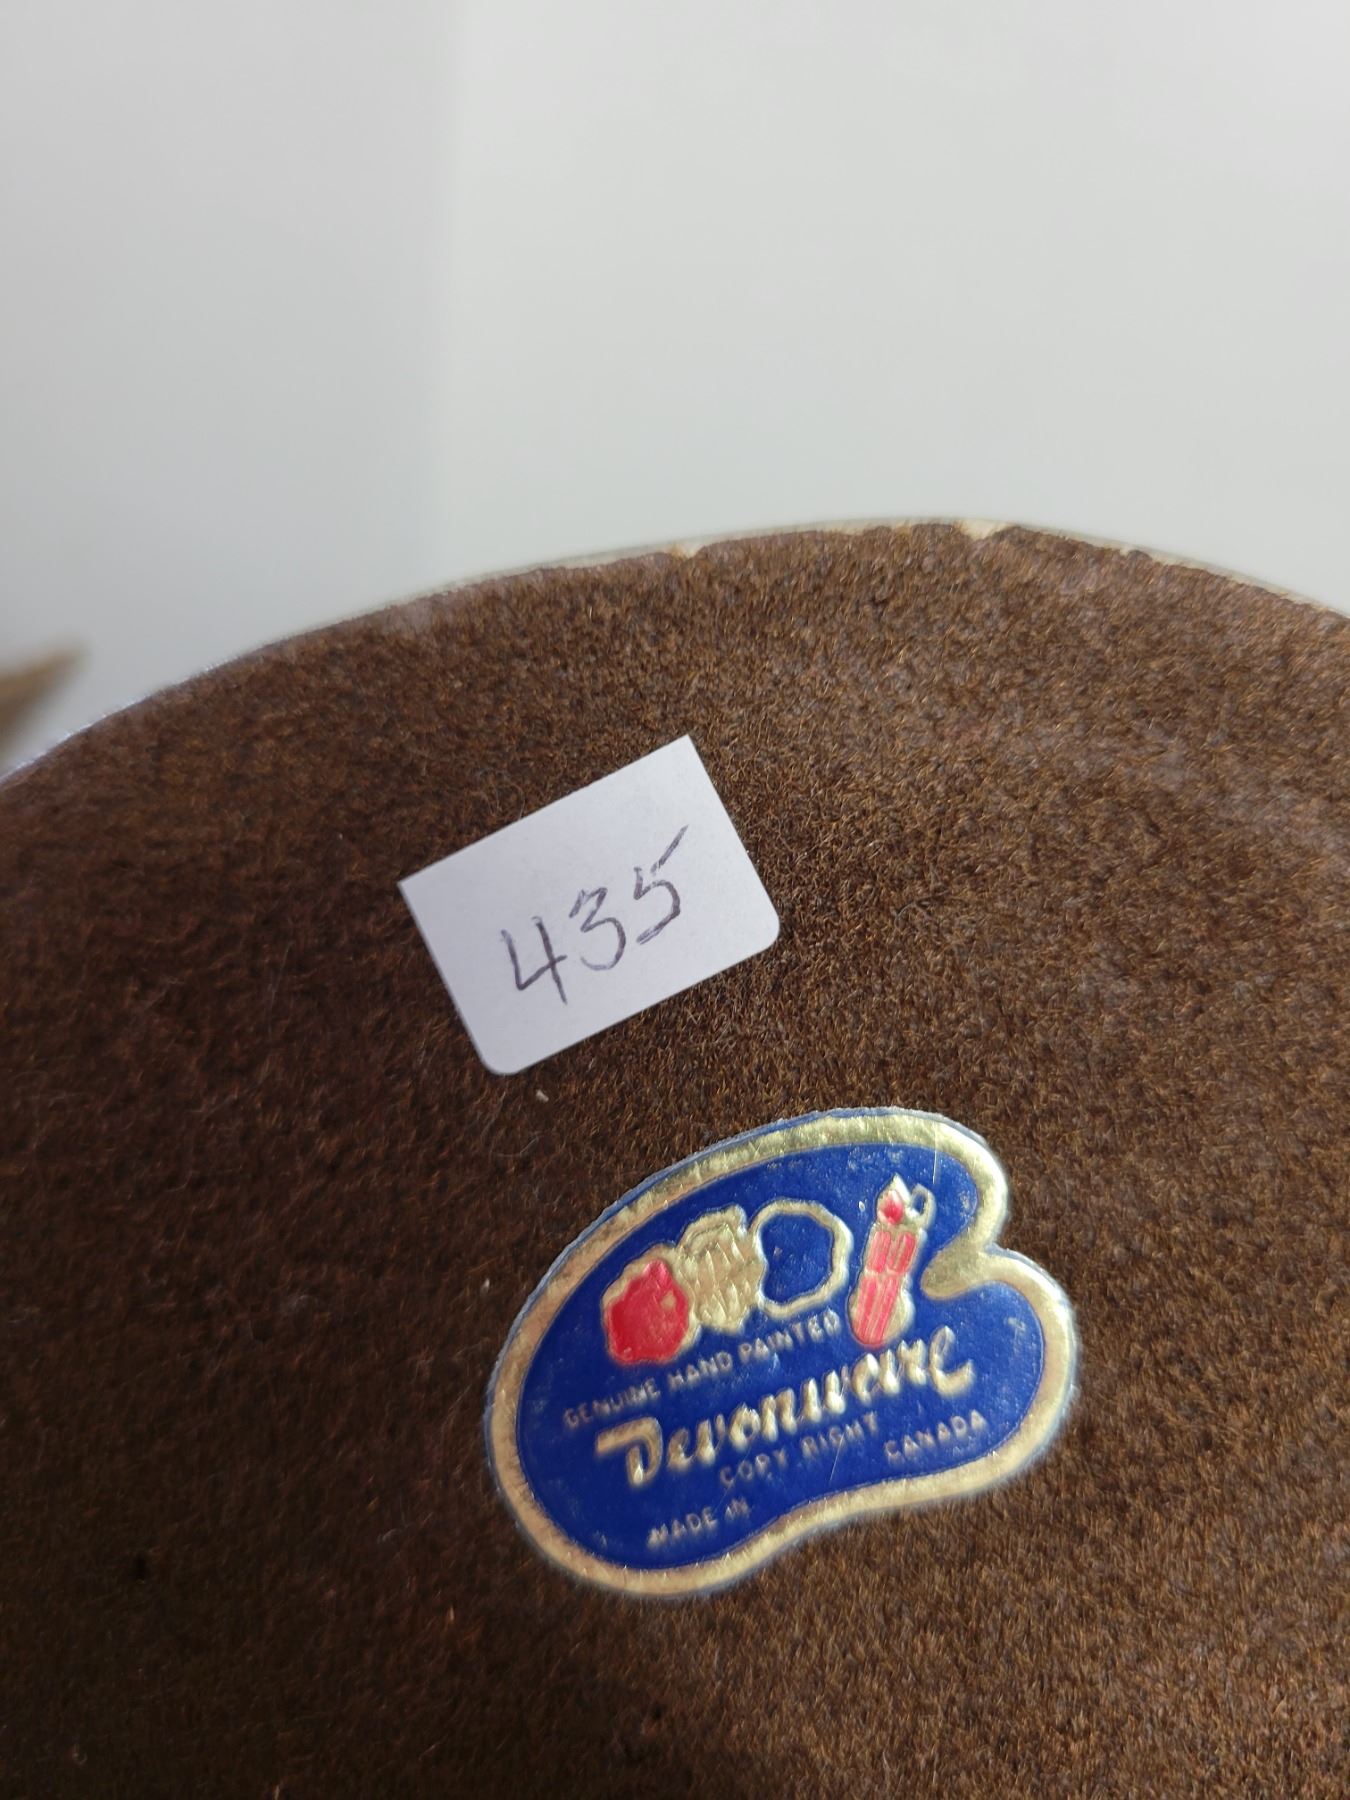 435
GENUINE HAND PAINTED
Devonware
COPY RIGHT
MADE IN CANADA